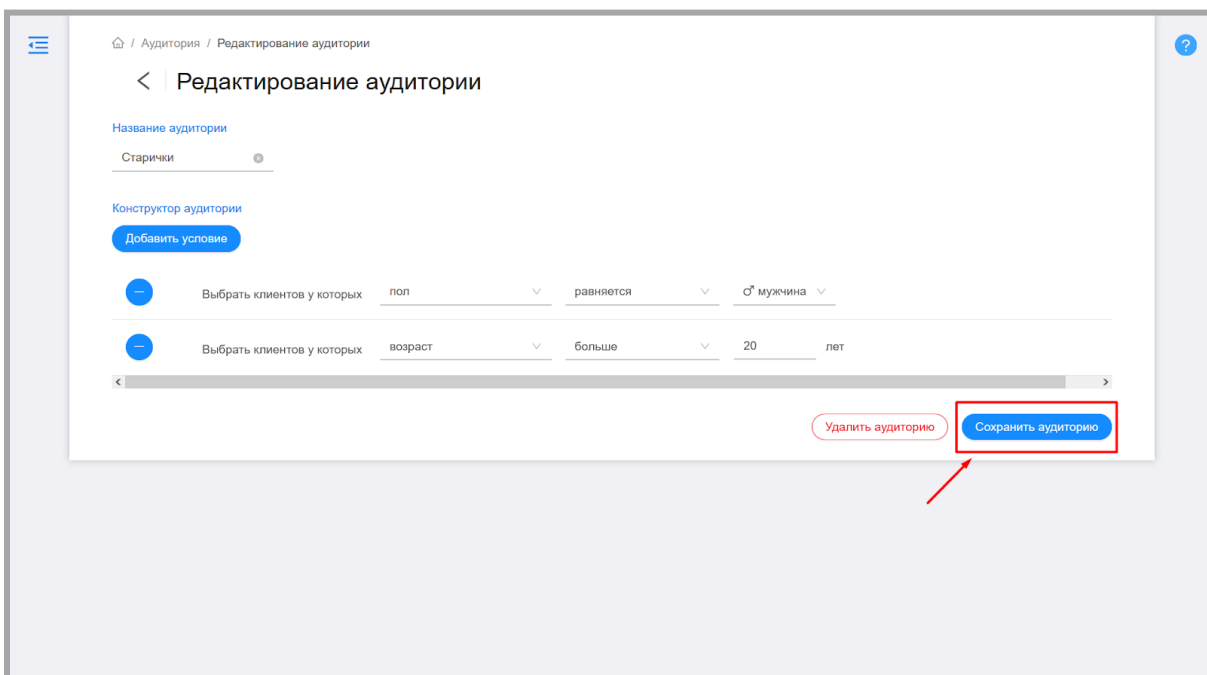 / Аудитория / Редактирование аудитории
?
Редактирование аудитории
Название аудитории
Старички
Конструктор аудитории
Добавить условие
Выбрать клиентов у которых пол равняется ♂ мужчина
Выбрать клиентов у которых возраст больше 20 лет
Удалить аудиторию Сохранить аудиторию